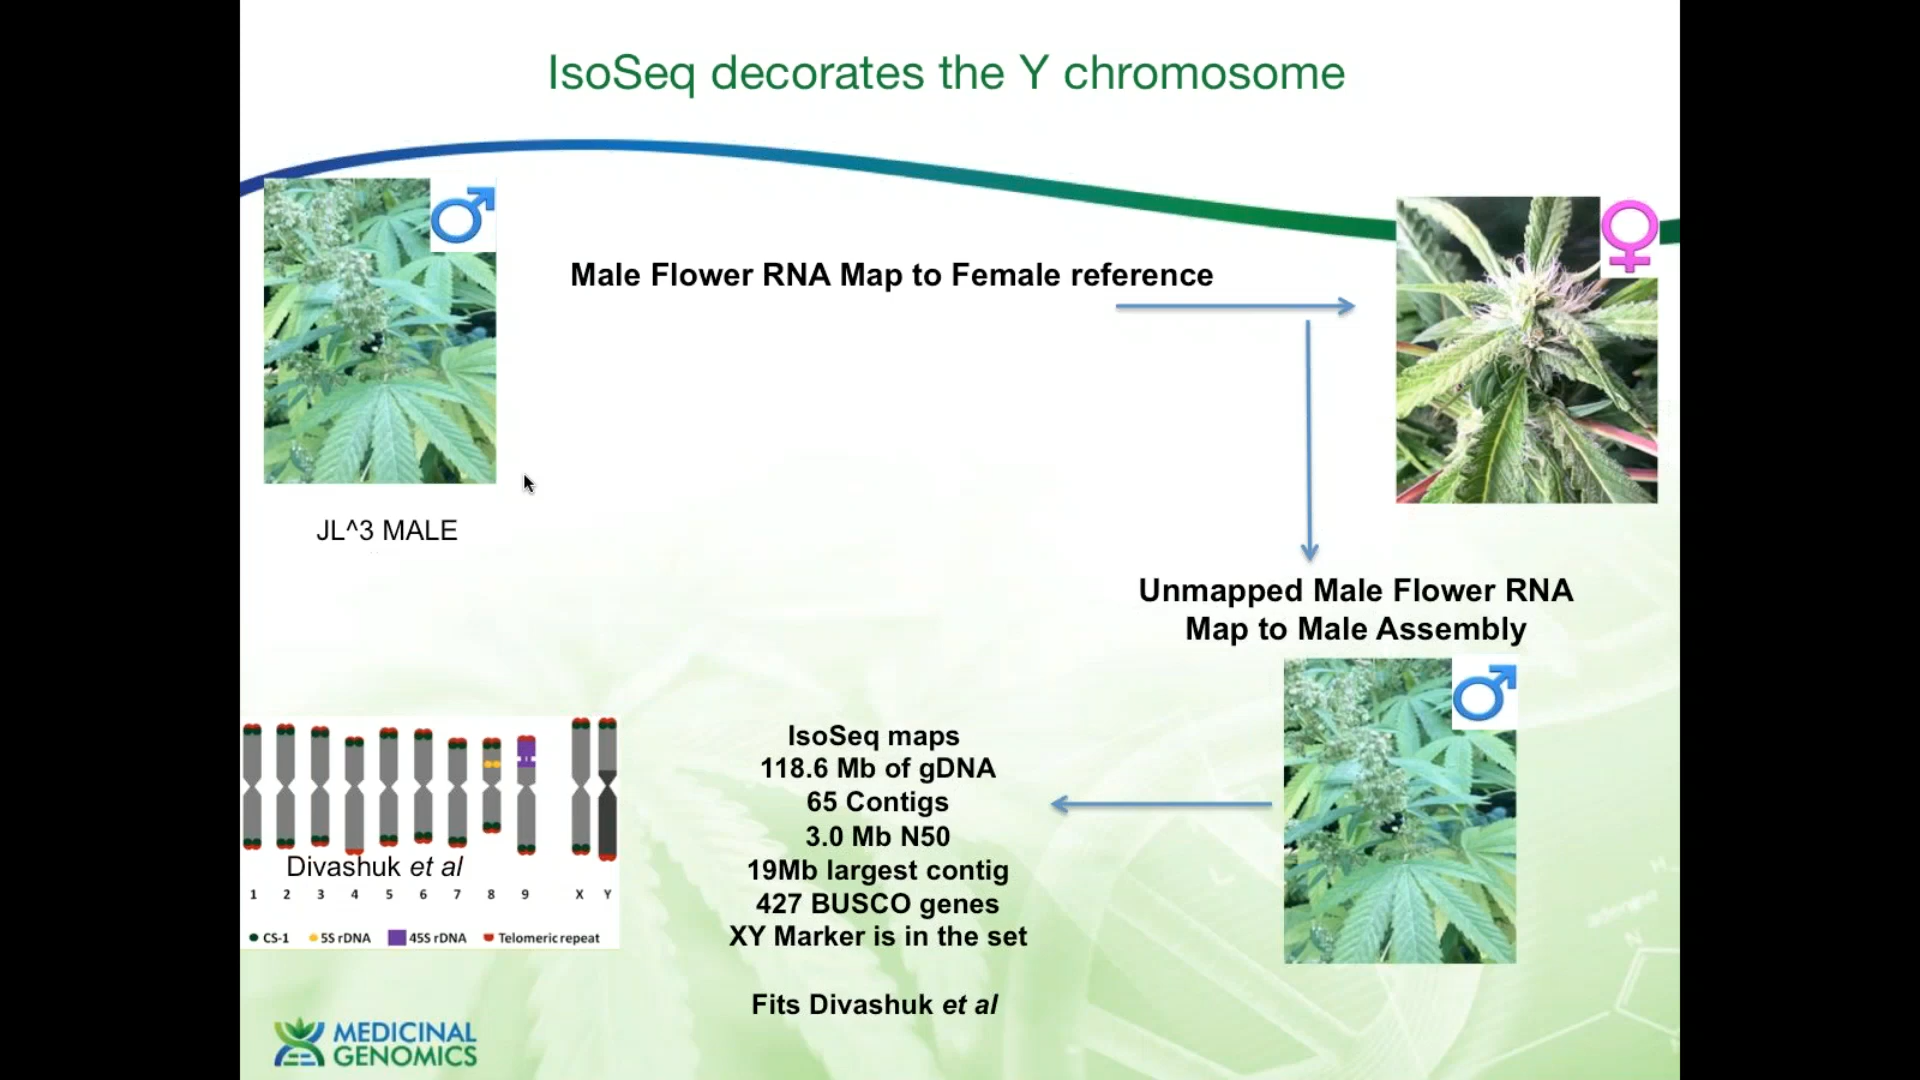 IsoSeq decorates the Y chromosome
Male Flower RNA Map to Female reference
JL^3 MALE
Unmapped Male Flower RNA
Map to Male Assembly
IsoSeq maps
118.6 Mb of gDNA
65 Contigs
3.0 Mb N50
19Mb largest contig
427 BUSCO genes
XY Marker is in the set
Fits Divashuk et al
Divashuk et al
1 2 3 4 5 6 7 8 9 X Y
CS-1 5S rDNA 45S rDNA Telomeric repeat
MEDICINAL
GENOMICS